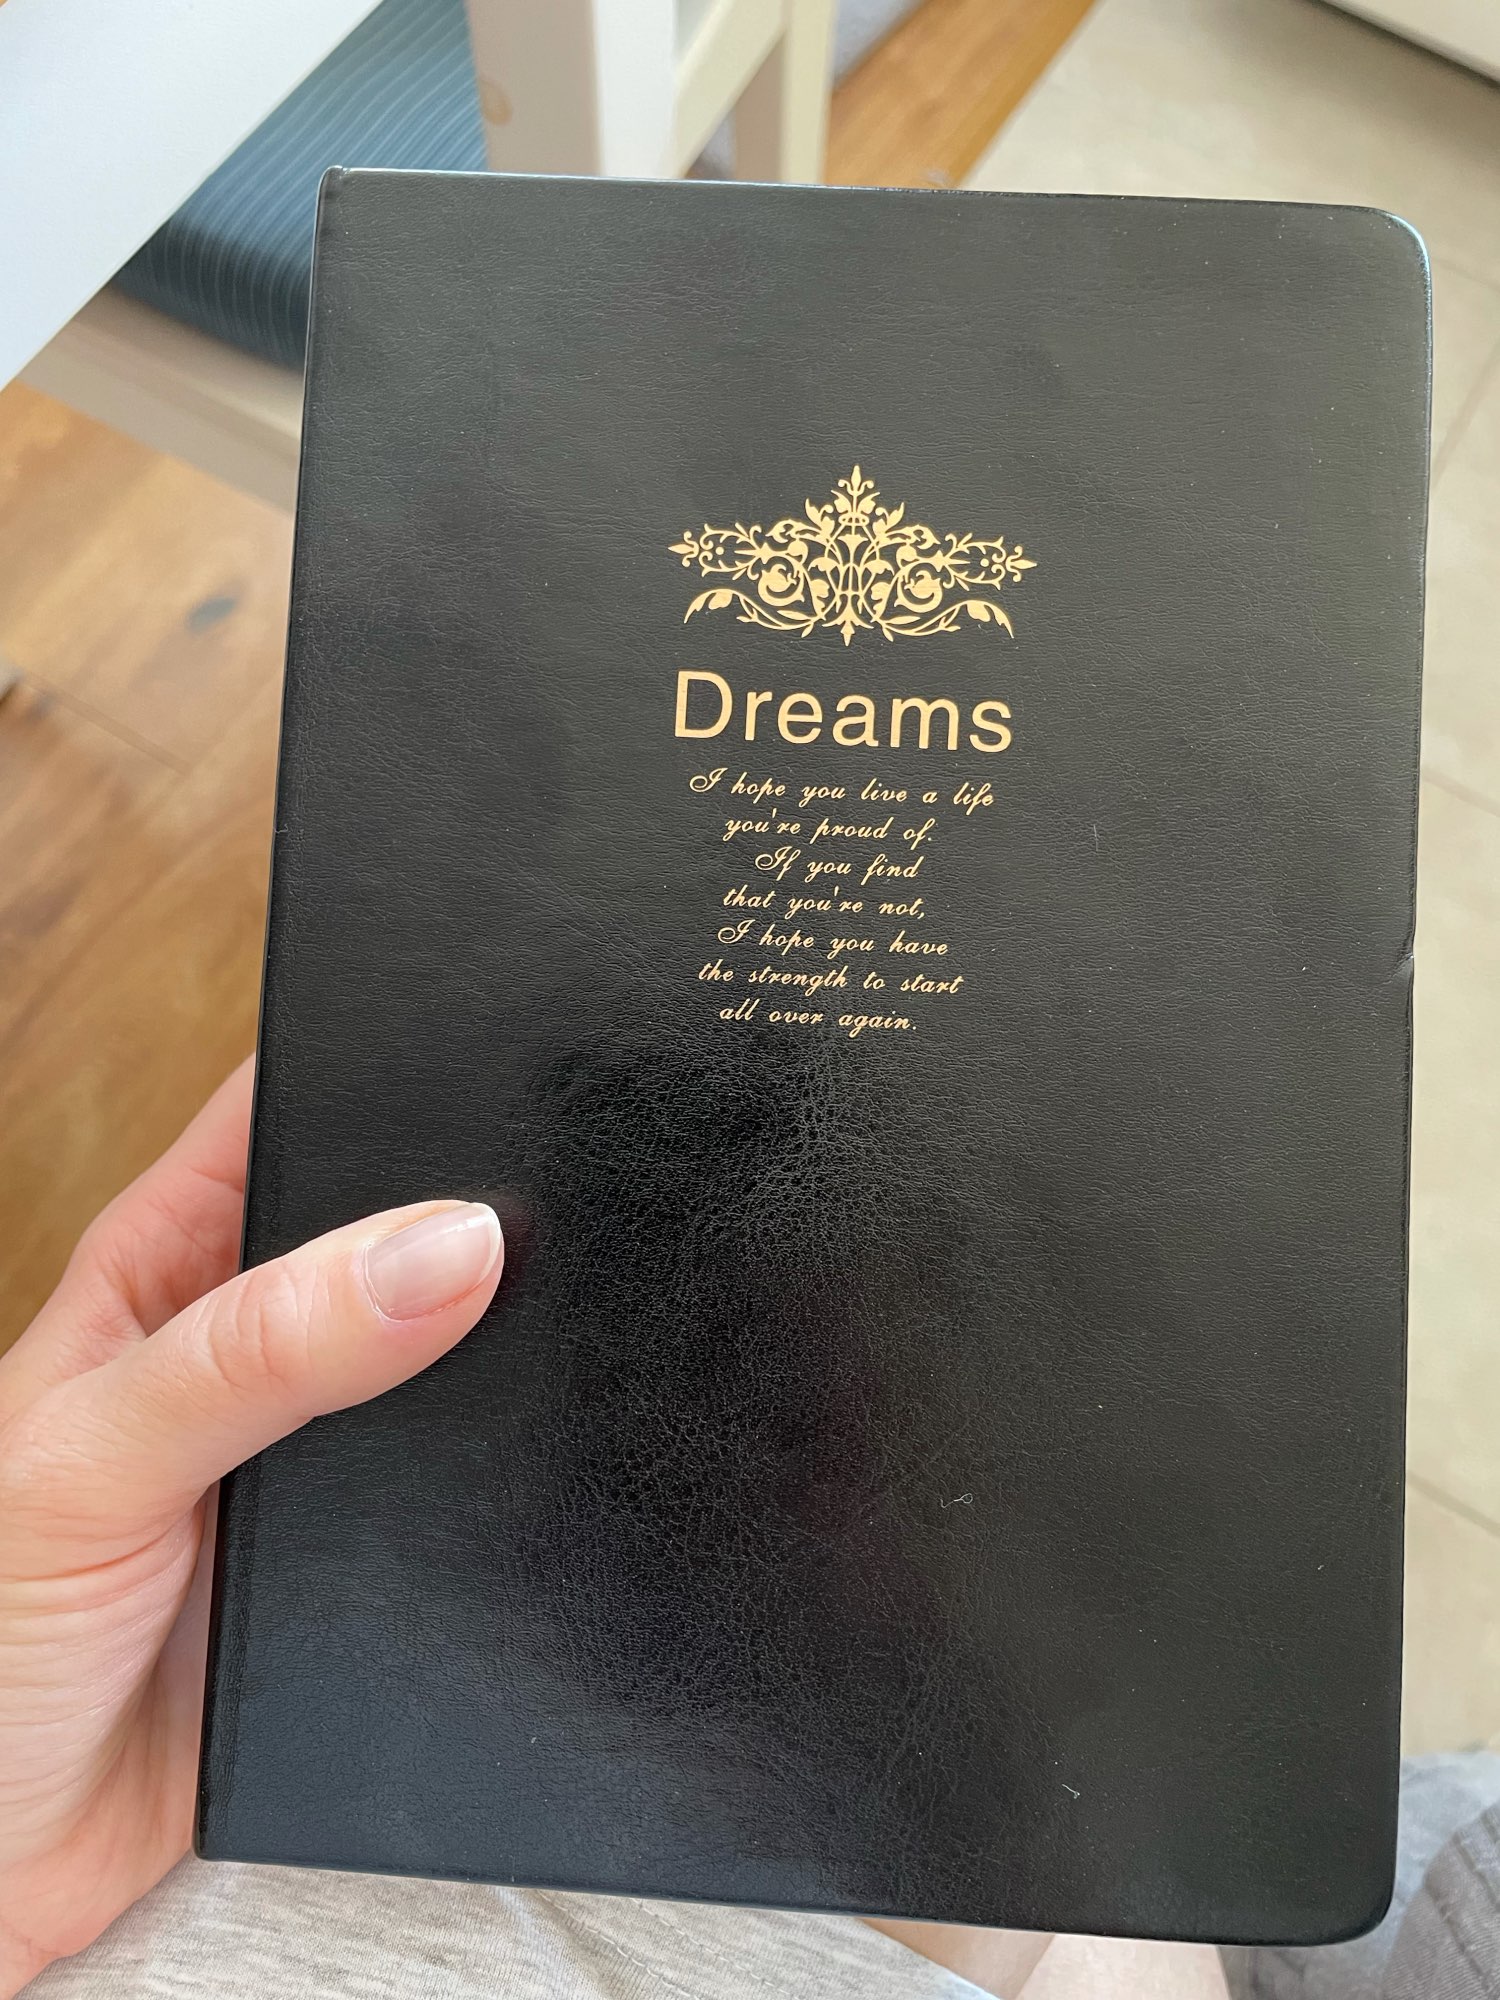 Dreams
I hope you live a life
you're proud of.
If you find
that you're not,
I hope you have
the strength to start
all over again.